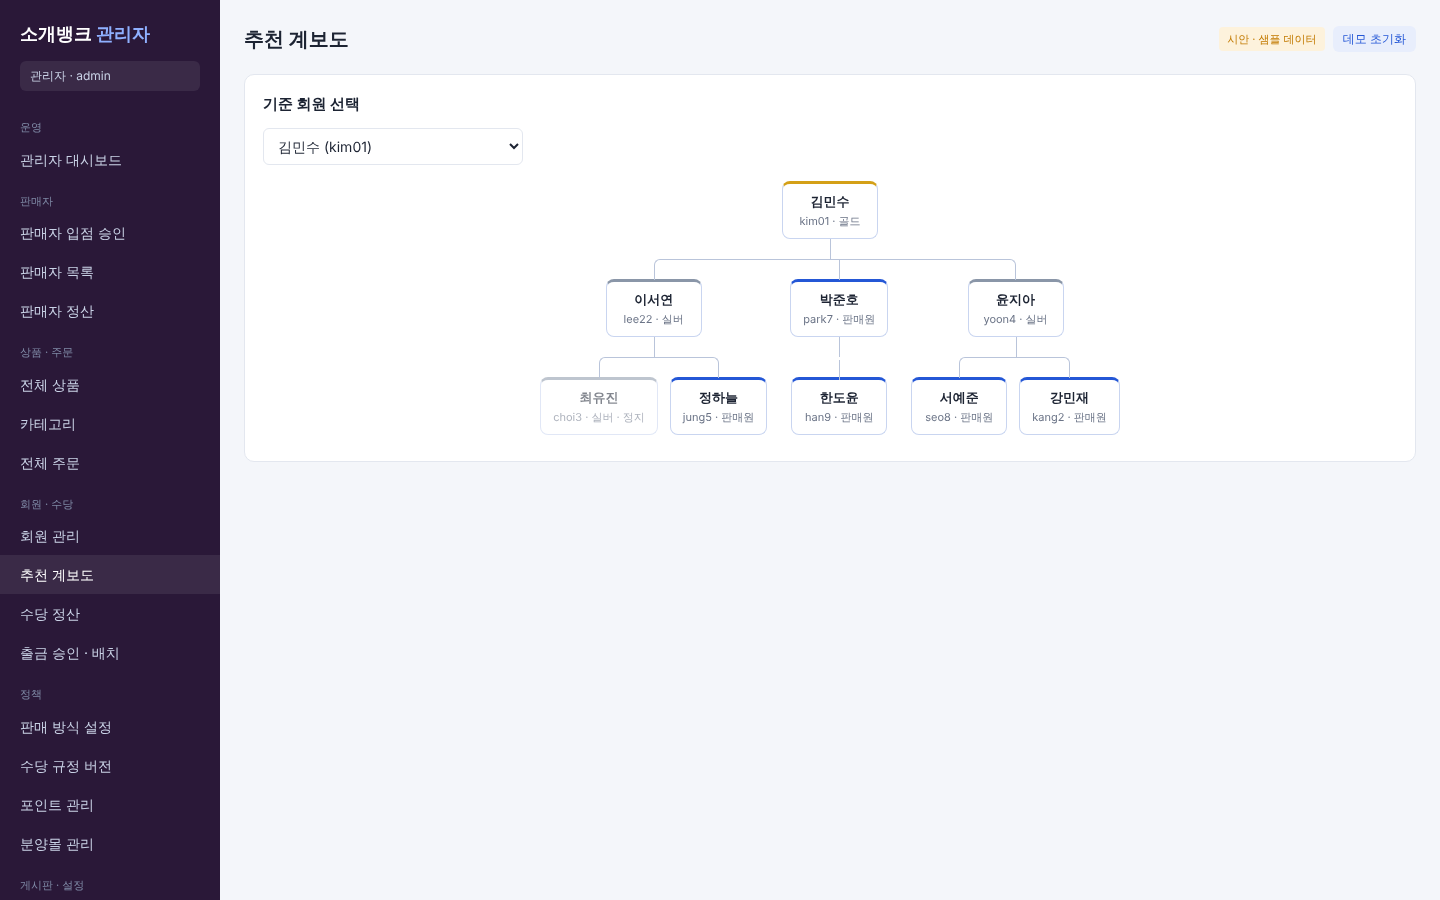 소개뱅크 관리자
관리자 · admin
운영
관리자 대시보드
판매자
판매자 입점 승인
판매자 목록
판매자 정산
상품 · 주문
전체 상품
카테고리
전체 주문
회원 · 수당
회원 관리
추천 계보도
수당 정산
출금 승인 · 배치
정책
판매 방식 설정
수당 규정 버전
포인트 관리
분양몰 관리
게시판 · 설정
추천 계보도
시안 · 샘플 데이터
데모 초기화
기준 회원 선택
김민수 (kim01)
김민수
kim01 · 골드
이서연
lee22 · 실버
박준호
park7 · 판매원
윤지아
yoon4 · 실버
최유진
choi3 · 실버 · 정지
정하늘
jung5 · 판매원
한도윤
han9 · 판매원
서예준
seo8 · 판매원
강민재
kang2 · 판매원